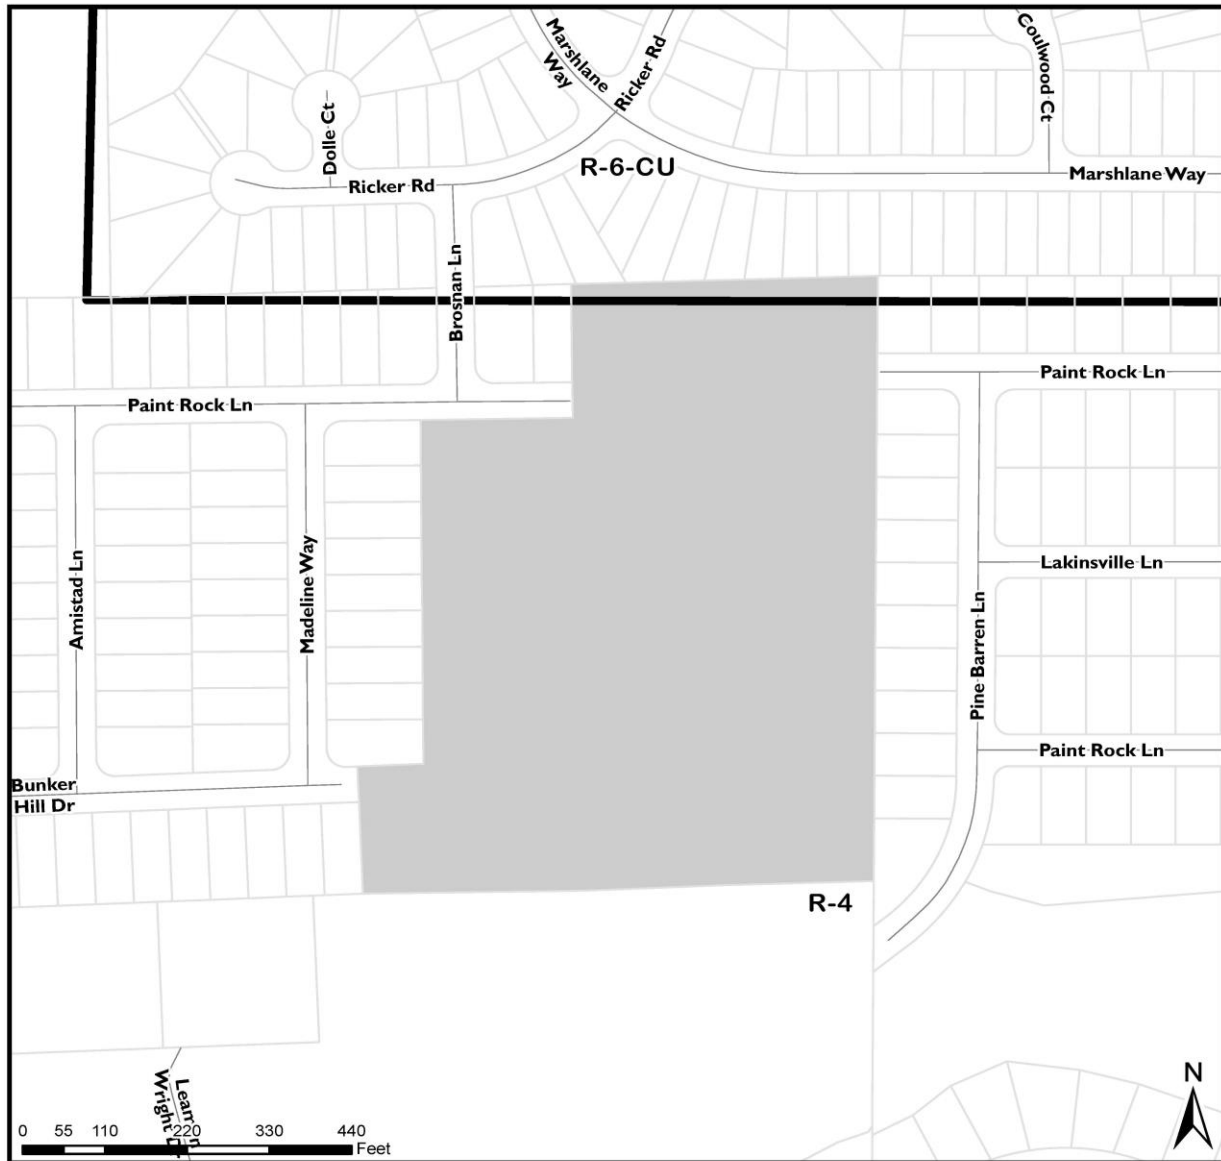 Marshlane
Way
Ricker Rd
Coulwood Ct
Dolle Ct
R-6-CU
Marshlane Way
Ricker Rd
Brosnan Ln
Paint Rock Ln
Paint Rock Ln
Amistad Ln
Madeline Way
Lakinsville Ln
Pine Barren Ln
Paint Rock Ln
Bunker
Hill Dr
R-4
N
Wright
0 55 110 220 330 440
Feet